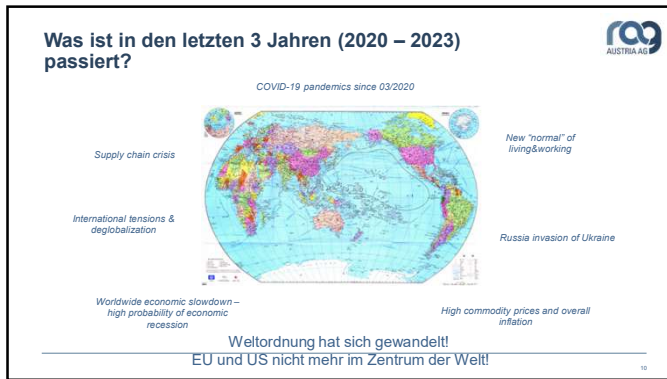 Was ist in den letzten 3 Jahren (2020 – 2023)
passiert?
rag
AUSTRIA AG
COVID-19 pandemics since 03/2020
Supply chain crisis
New “normal” of
living&working
International tensions &
deglobalization
Russia invasion of Ukraine
Worldwide economic slowdown –
high probability of economic
recession
High commodity prices and overall
inflation
Weltordnung hat sich gewandelt!
EU und US nicht mehr im Zentrum der Welt!
10